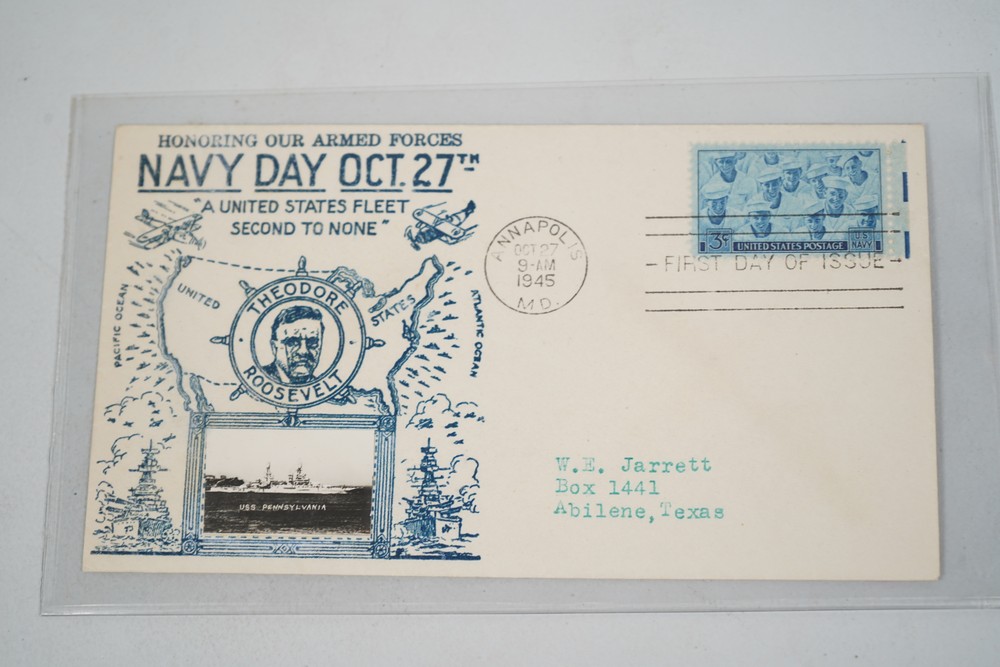 HONORING OUR ARMED FORCES
NAVY DAY OCT. 27TH
"A UNITED STATES FLEET
SECOND TO NONE"
PACIFIC OCEAN
UNITED
STATES
ATLANTIC OCEAN
THEODORE
ROOSEVELT
USS. PENNSYLVANIA
ANNAPOLIS
OCT 27
9-AM
1945
MD.
3¢
UNITED STATES POSTAGE
U.S.
NAVY
- FIRST DAY OF ISSUE -
W.E. Jarrett
Box 1441
Abilene, Texas